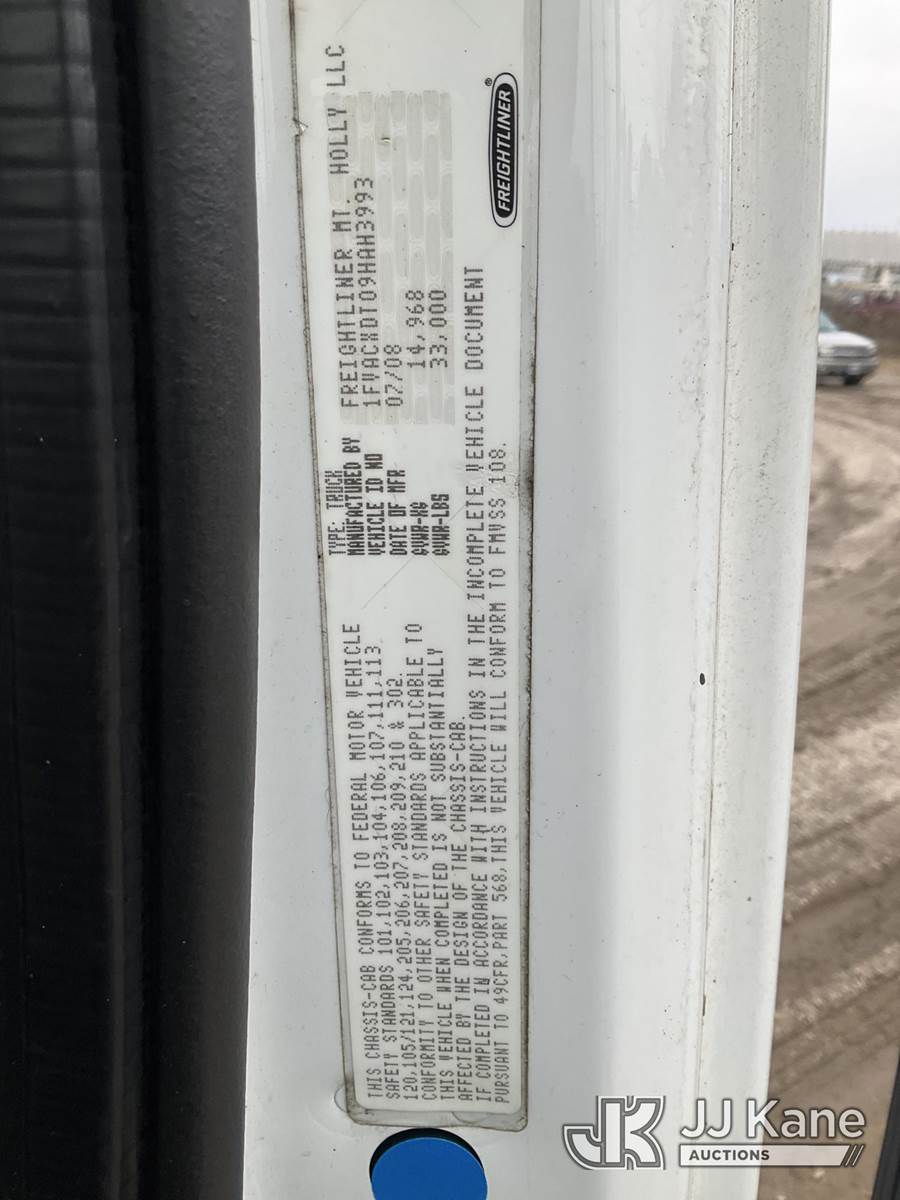 THIS CHASSIS-CAB CONFORMS TO FEDERAL MOTOR VEHICLE
SAFETY STANDARDS 101,102,103,104,106,107,111,113
120,105/121,124,205,206,207,208,209,210 & 302.
CONFORMITY TO OTHER SAFETY STANDARDS APPLICABLE TO
THIS VEHICLE WHEN COMPLETED IS NOT SUBSTANTIALLY
AFFECTED BY THE DESIGN OF THE CHASSIS-CAB.
IF COMPLETED IN ACCORDANCE WITH INSTRUCTIONS IN THE INCOMPLETE VEHICLE DOCUMENT
PURSUANT TO 49CFR,PART 568,THIS VEHICLE WILL CONFORM TO FMVSS 108.
TYPE: TRUCK
MANUFACTURED BY FREIGHTLINER MT. HOLLY LLC
VEHICLE ID NO 1FVACXDT09HAH3993
DATE OF MFR 07/08
GVWR-KG 14,968
GVWR-LBS 33,000
FREIGHTLINER®
JK JJ Kane
AUCTIONS